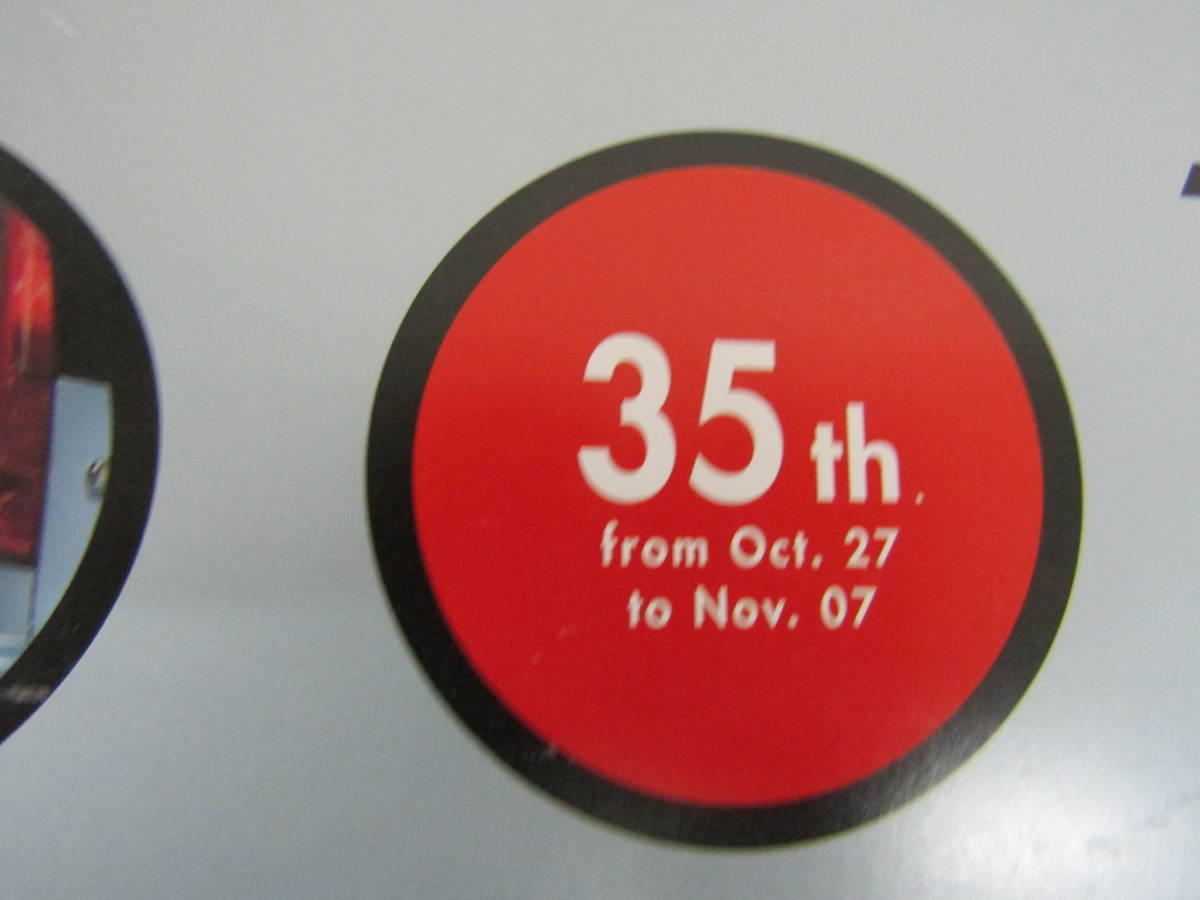 35th
from Oct. 27
to Nov. 07